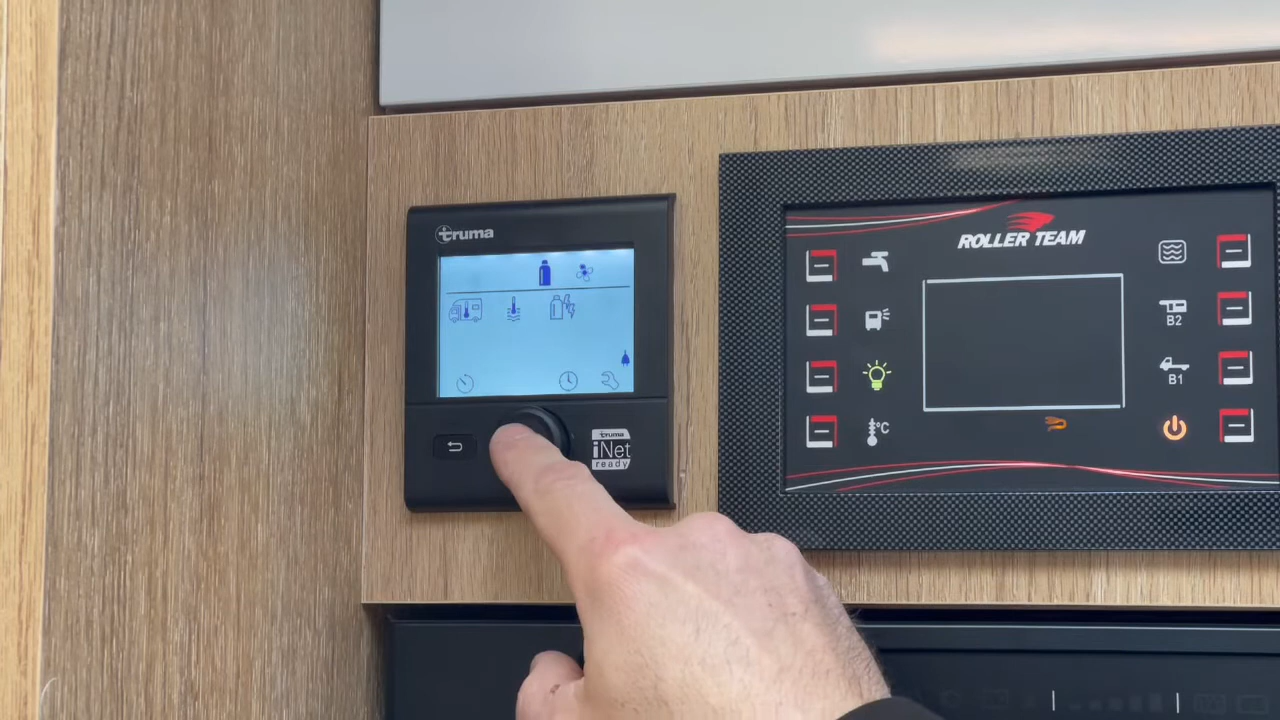 truma
truma
iNet
ready
ROLLER TEAM
B2
B1
°C